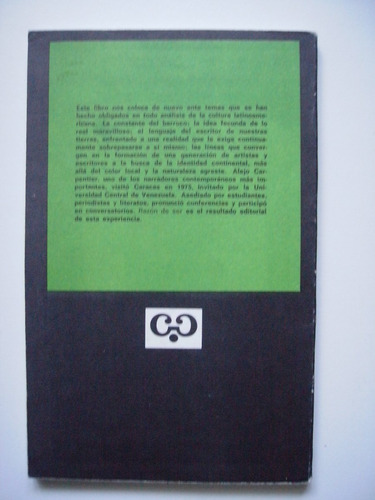 Este libro nos coloca de nuevo ante temas que se han
hecho obligados en todo análisis de la cultura latinoame-
ricana. La constante del barroco; la idea fecunda de lo
real maravilloso; el lenguaje del escritor de nuestras
tierras, enfrentado a una realidad que le exige continua-
mente sobrepasarse a sí mismo; las líneas que conver-
gen en la formación de una generación de artistas y
escritores a la busca de la identidad continental, más
allá del color local y la naturaleza agreste. Alejo Car-
pentier, uno de los narradores contemporáneos más im-
portantes, visitó Caracas en 1975, invitado por la Uni-
versidad Central de Venezuela. Asediado por estudiantes,
periodistas y literatos, pronunció conferencias y participó
en conversatorios. Razón de ser es el resultado editorial
de esta experiencia.